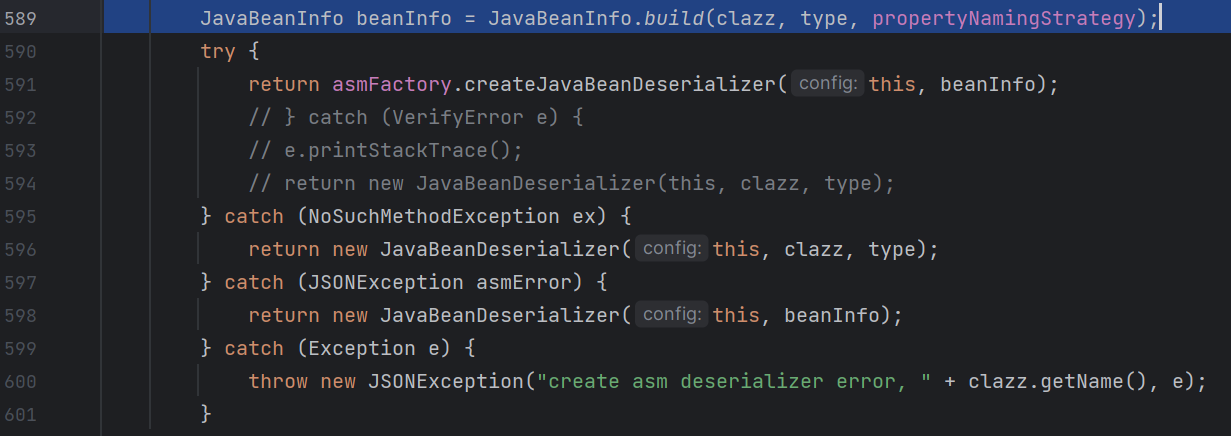 589 JavaBeanInfo beanInfo = JavaBeanInfo.build(clazz, type, propertyNamingStrategy);
590 try {
591 return asmFactory.createJavaBeanDeserializer( config: this, beanInfo);
592 // } catch (VerifyError e) {
593 // e.printStackTrace();
594 // return new JavaBeanDeserializer(this, clazz, type);
595 } catch (NoSuchMethodException ex) {
596 return new JavaBeanDeserializer( config: this, clazz, type);
597 } catch (JSONException asmError) {
598 return new JavaBeanDeserializer( config: this, beanInfo);
599 } catch (Exception e) {
600 throw new JSONException("create asm deserializer error, " + clazz.getName(), e);
601 }